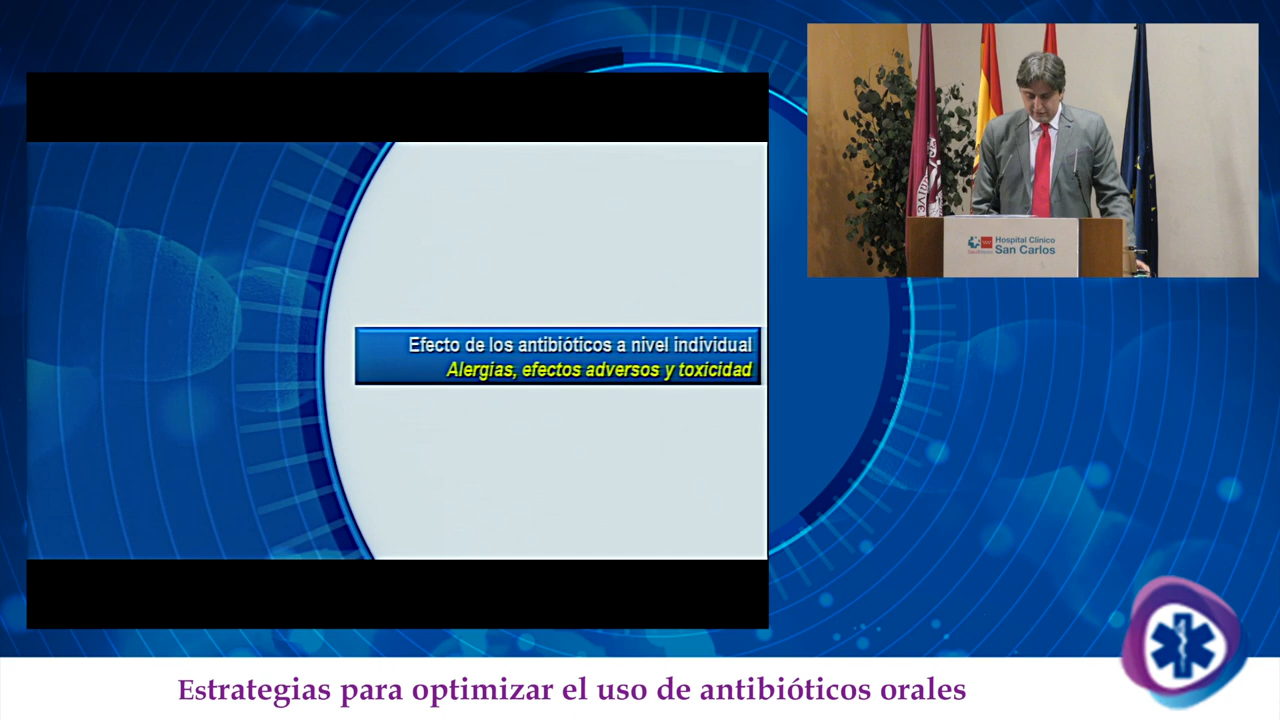 Efecto de los antibióticos a nivel individual
Alergias, efectos adversos y toxicidad
Hospital Clínico
San Carlos
Estrategias para optimizar el uso de antibióticos orales